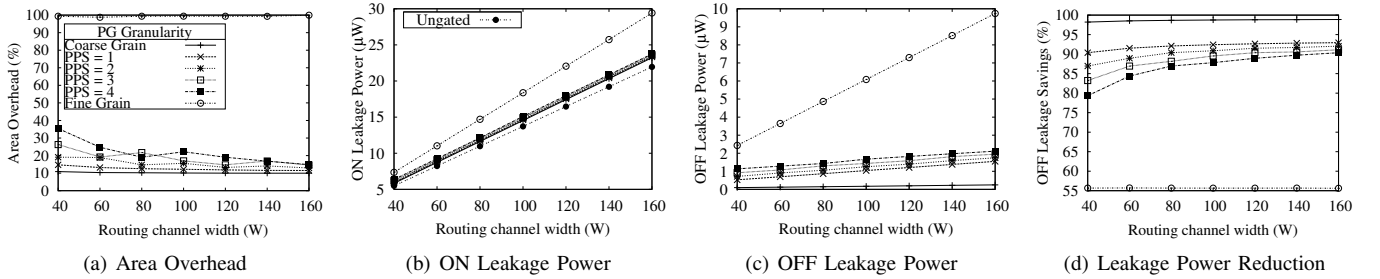 Area Overhead (%)
100
90
80
70
60
50
40
30
20
10
0
PG Granularity
Coarse Grain
PPS = 1
PPS = 2
PPS = 3
PPS = 4
Fine Grain
40 60 80 100 120 140 160
Routing channel width (W)
(a) Area Overhead
ON Leakage Power (µW)
30
25
20
15
10
5
Ungated
40 60 80 100 120 140 160
Routing channel width (W)
(b) ON Leakage Power
OFF Leakage Power (µW)
10
9
8
7
6
5
4
3
2
1
0
40 60 80 100 120 140 160
Routing channel width (W)
(c) OFF Leakage Power
OFF Leakage Savings (%)
100
95
90
85
80
75
70
65
60
55
40 60 80 100 120 140 160
Routing channel width (W)
(d) Leakage Power Reduction